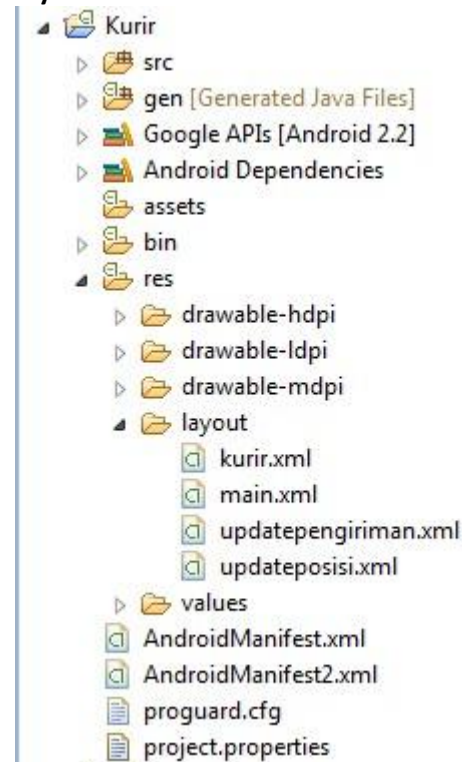 Kurir
src
gen [Generated Java Files]
Google APIs [Android 2.2]
Android Dependencies
assets
bin
res
drawable-hdpi
drawable-ldpi
drawable-mdpi
layout
kurir.xml
main.xml
updatepengiriman.xml
updateposisi.xml
values
AndroidManifest.xml
AndroidManifest2.xml
proguard.cfg
project.properties